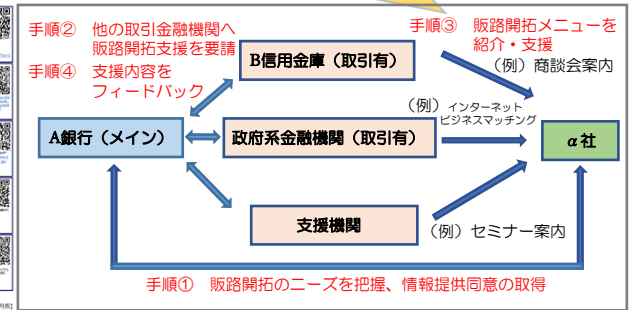 手順②　他の取引金融機関へ
販路開拓支援を要請
手順④　支援内容を
フィードバック
手順③　販路開拓メニューを
紹介・支援
（例）商談会案内
B信用金庫（取引有）
（例）インターネット
ビジネスマッチング
A銀行（メイン）
政府系金融機関（取引有）
α社
支援機関
（例）セミナー案内
手順①　販路開拓のニーズを把握、情報提供同意の取得